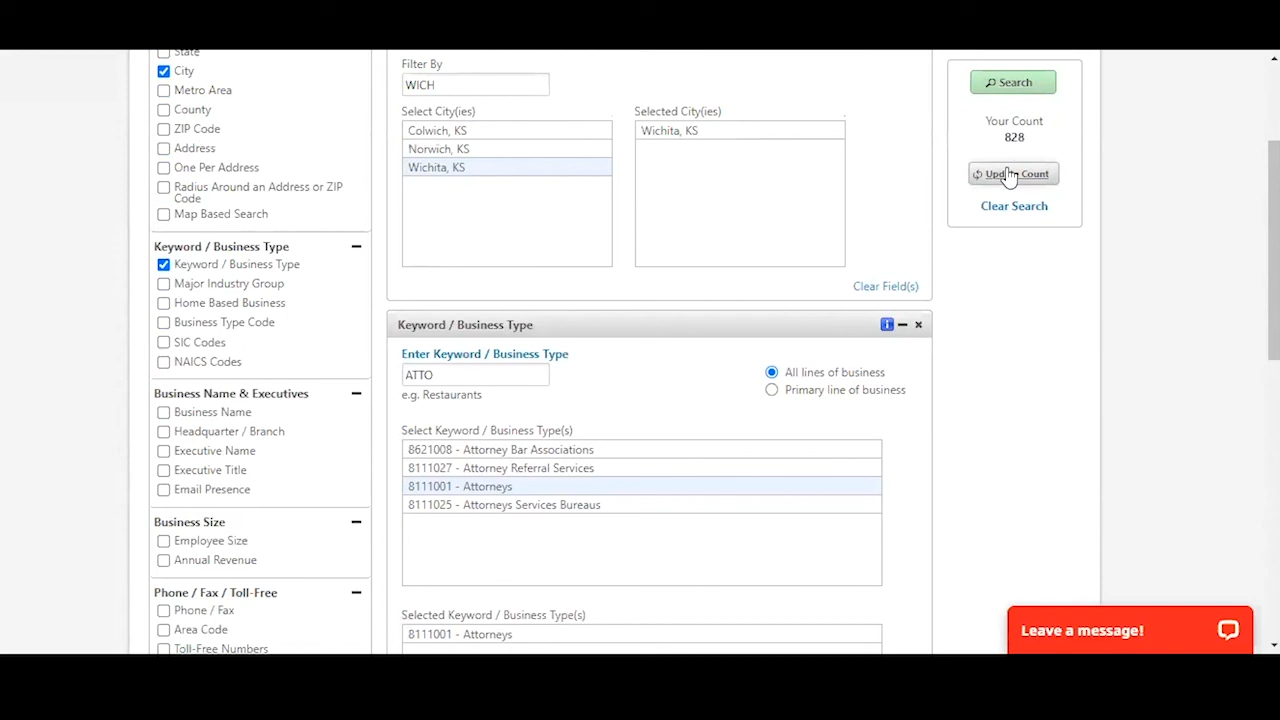 State
City
Metro Area
County
ZIP Code
Address
One Per Address
Radius Around an Address or ZIP
Code
Map Based Search
Keyword / Business Type
Keyword / Business Type
Major Industry Group
Home Based Business
Business Type Code
SIC Codes
NAICS Codes
Business Name & Executives
Business Name
Headquarter / Branch
Executive Name
Executive Title
Email Presence
Business Size
Employee Size
Annual Revenue
Phone / Fax / Toll-Free
Phone / Fax
Area Code
Toll-Free Numbers
Filter By
WICH
Select City(ies)
Colwich, KS
Norwich, KS
Wichita, KS
Selected City(ies)
Wichita, KS
Clear Field(s)
Keyword / Business Type
Enter Keyword / Business Type
ATTO
e.g. Restaurants
All lines of business
Primary line of business
Select Keyword / Business Type(s)
8621008 - Attorney Bar Associations
8111027 - Attorney Referral Services
8111001 - Attorneys
8111025 - Attorneys Services Bureaus
Selected Keyword / Business Type(s)
8111001 - Attorneys
Search
Your Count
828
Update Count
Clear Search
Leave a message!